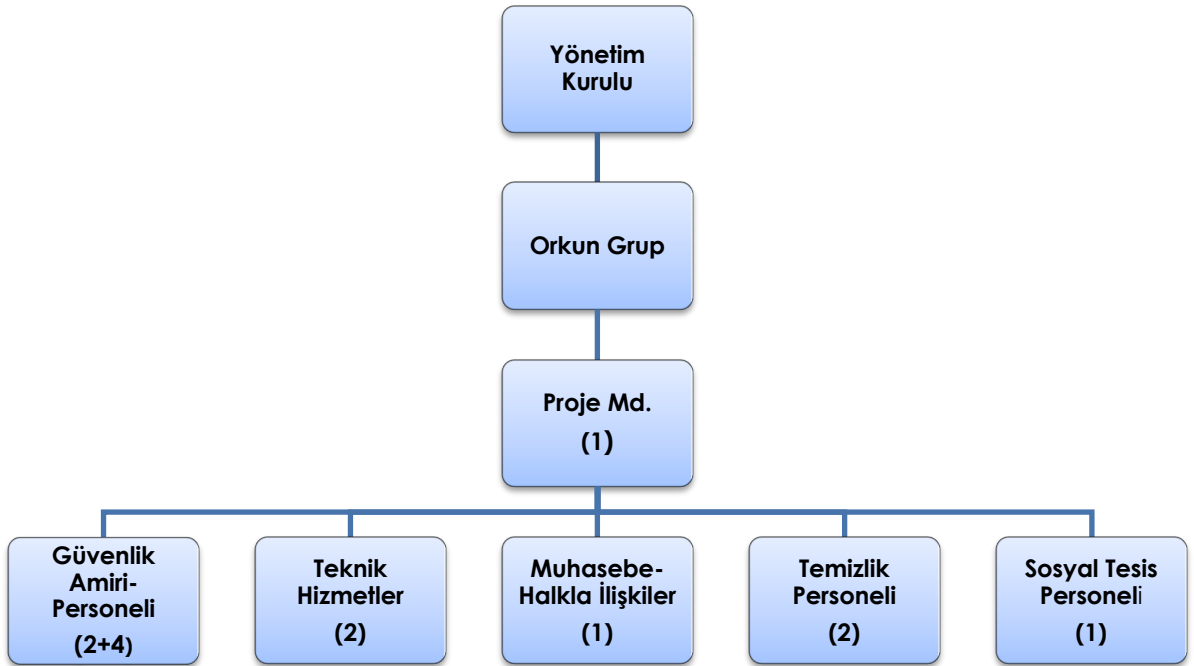 Yönetim
Kurulu
Orkun Grup
Proje Md.
(1)
Güvenlik
Amiri-
Personeli
(2+4)
Teknik
Hizmetler
(2)
Muhasebe-
Halkla İlişkiler
(1)
Temizlik
Personeli
(2)
Sosyal Tesis
Personeli
(1)